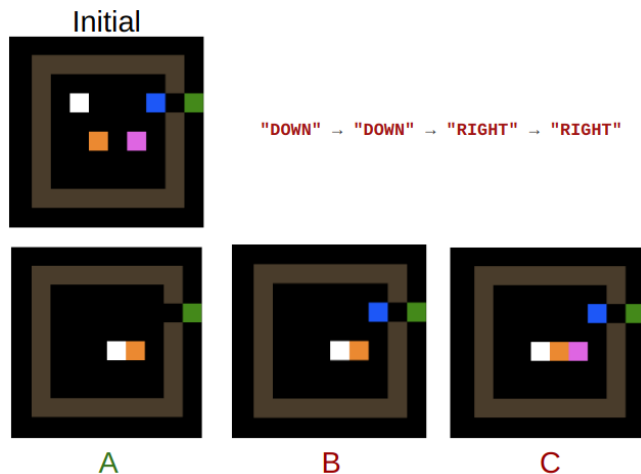 Initial
"DOWN" → "DOWN" → "RIGHT" → "RIGHT"
A
B
C